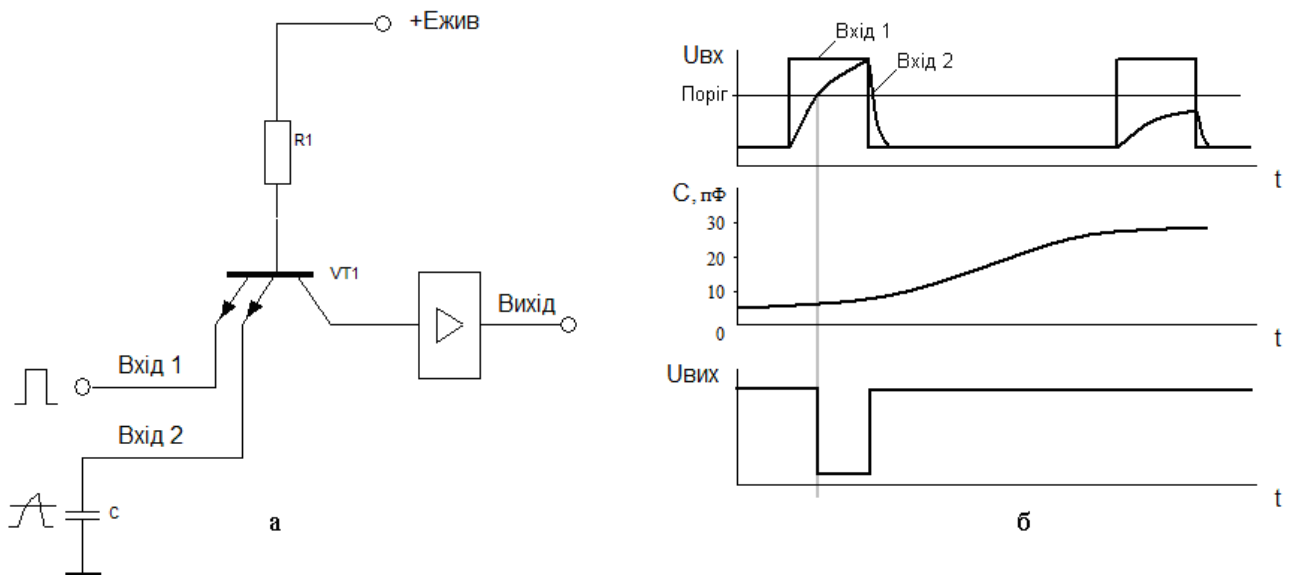 +Eжив
R1
VT1
Вихід
Вхід 1
Вхід 2
c
а
Uвх
Вхід 1
Вхід 2
Поріг
t
C, пФ
30
20
10
0
t
Uвих
t
б